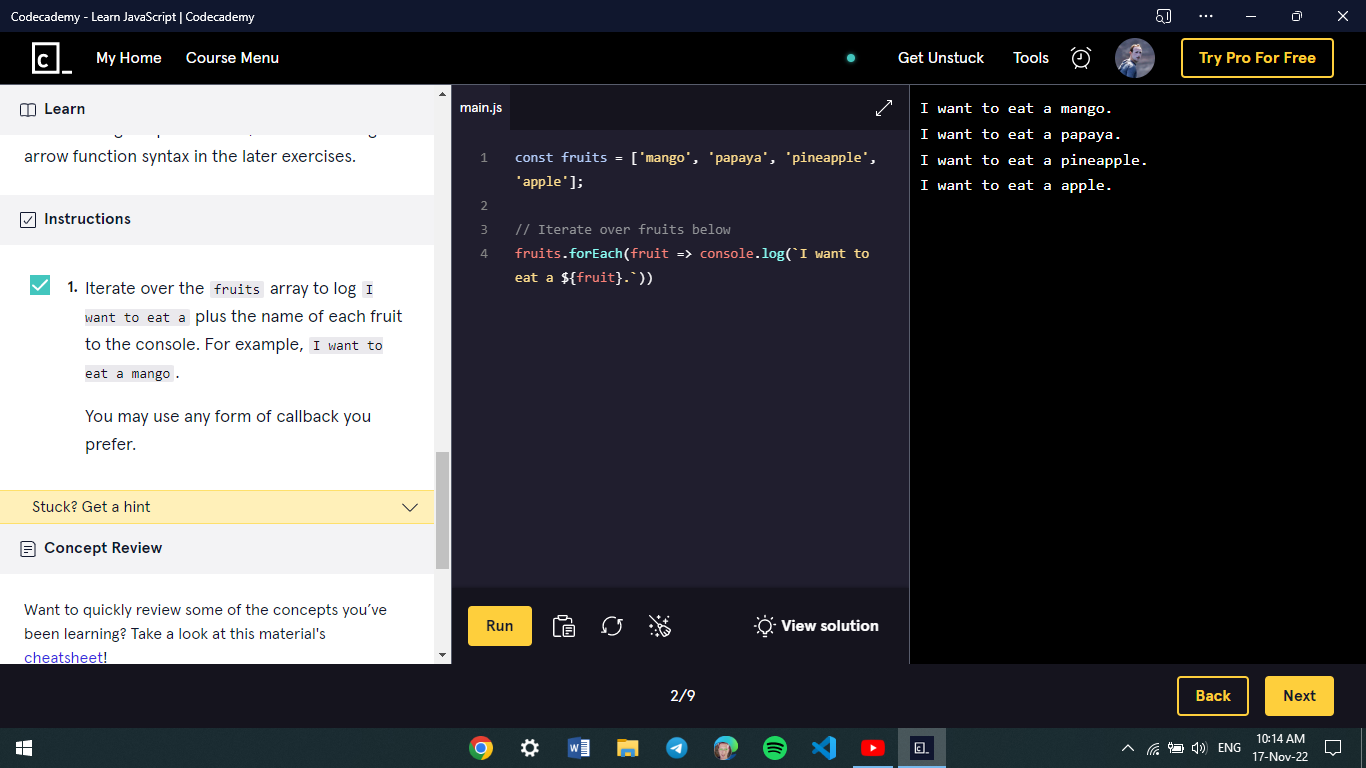 Codecademy - Learn JavaScript | Codecademy
My Home
Course Menu
Get Unstuck
Tools
Try Pro For Free
Learn
arrow function syntax in the later exercises.
Instructions
1. Iterate over the fruits array to log I
want to eat a plus the name of each fruit
to the console. For example, I want to
eat a mango .
You may use any form of callback you
prefer.
Stuck? Get a hint
Concept Review
Want to quickly review some of the concepts you’ve
been learning? Take a look at this material's
cheatsheet!
main.js
1 const fruits = ['mango', 'papaya', 'pineapple',
'apple'];
2
3 // Iterate over fruits below
4 fruits.forEach(fruit => console.log(`I want to
eat a ${fruit}.`))
Run
View solution
I want to eat a mango.
I want to eat a papaya.
I want to eat a pineapple.
I want to eat a apple.
2/9
Back
Next
ENG
10:14 AM
17-Nov-22